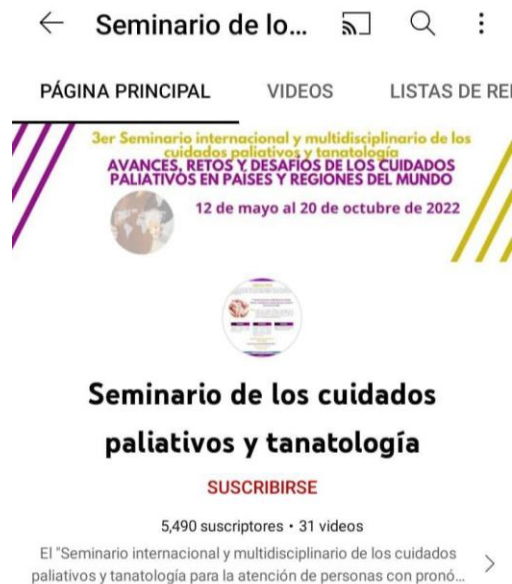 Seminario de lo...
PÁGINA PRINCIPAL VIDEOS LISTAS DE RE
3er Seminario internacional y multidisciplinario de los
cuidados paliativos y tanatología
AVANCES, RETOS Y DESAFÍOS DE LOS CUIDADOS
PALIATIVOS EN PAÍSES Y REGIONES DEL MUNDO
12 de mayo al 20 de octubre de 2022
Seminario de los cuidados
paliativos y tanatología
SUSCRIBIRSE
5,490 suscriptores • 31 videos
El "Seminario internacional y multidisciplinario de los cuidados
paliativos y tanatología para la atención de personas con pronó...